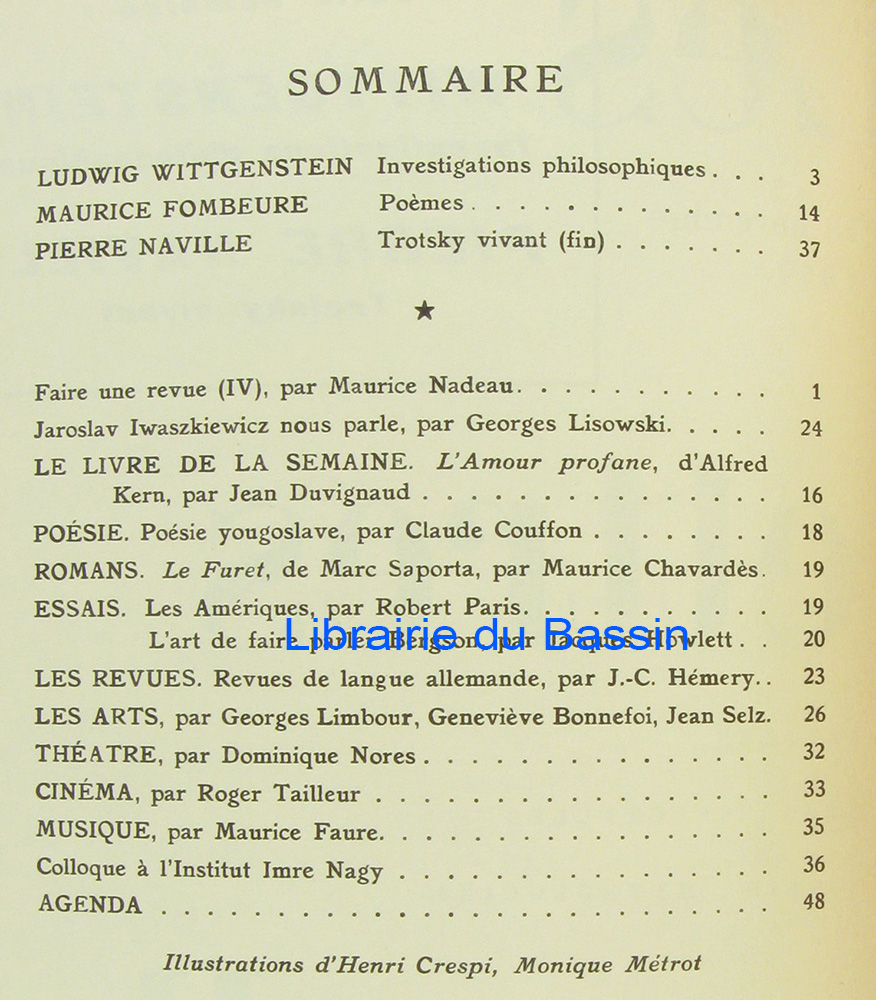 SOMMAIRE
LUDWIG WITTGENSTEIN Investigations philosophiques . . . 3
MAURICE FOMBEURE Poèmes . . . . . . . . . . . . . 14
PIERRE NAVILLE Trotsky vivant (fin) . . . . . . . 37
★
Faire une revue (IV), par Maurice Nadeau. . . . . . . . . . . 1
Jaroslav Iwaszkiewicz nous parle, par Georges Lisowski. . . . . 24
LE LIVRE DE LA SEMAINE. L'Amour profane, d'Alfred
Kern, par Jean Duvignaud . . . . . . . . . . . . . . . 16
POÉSIE. Poésie yougoslave, par Claude Couffon . . . . . . . . 18
ROMANS. Le Furet, de Marc Saporta, par Maurice Chavardès. 19
ESSAIS. Les Amériques, par Robert Paris. . . . . . . . . . . 19
L'art de faire parler Bergson, par Jacques Howlett . . 20
Librairie du Bassin
LES REVUES. Revues de langue allemande, par J.-C. Hémery. . 23
LES ARTS, par Georges Limbour, Geneviève Bonnefoi, Jean Selz. 26
THÉATRE, par Dominique Nores . . . . . . . . . . . . . . . 32
CINÉMA, par Roger Tailleur . . . . . . . . . . . . . . . . . 33
MUSIQUE, par Maurice Faure. . . . . . . . . . . . . . . . . 35
Colloque à l'Institut Imre Nagy . . . . . . . . . . . . . . . . 36
AGENDA . . . . . . . . . . . . . . . . . . . . . . . . . . 48
Illustrations d'Henri Crespi, Monique Métrot